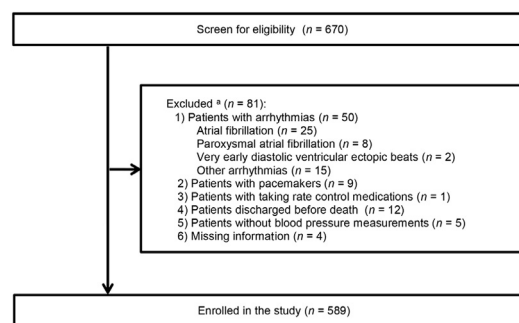 Screen for eligibility (n = 670)
Excluded ª (n = 81):
1) Patients with arrhythmias (n = 50)
Atrial fibrillation (n = 25)
Paroxysmal atrial fibrillation (n = 8)
Very early diastolic ventricular ectopic beats (n = 2)
Other arrhythmias (n = 15)
2) Patients with pacemakers (n = 9)
3) Patients with taking rate control medications (n = 1)
4) Patients discharged before death (n = 12)
5) Patients without blood pressure measurements (n = 5)
6) Missing information (n = 4)
Enrolled in the study (n = 589)